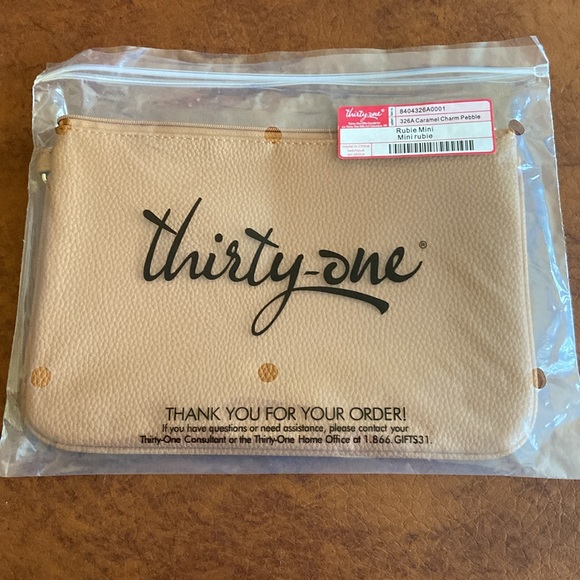 thirty-one
8404326A0001
326A Caramel Charm Pebble
Rubie Mini
Mini rubie
thirty-one®
THANK YOU FOR YOUR ORDER!
If you have questions or need assistance, please contact your
Thirty-One Consultant or the Thirty-One Home Office at 1.866.GIFTS31.